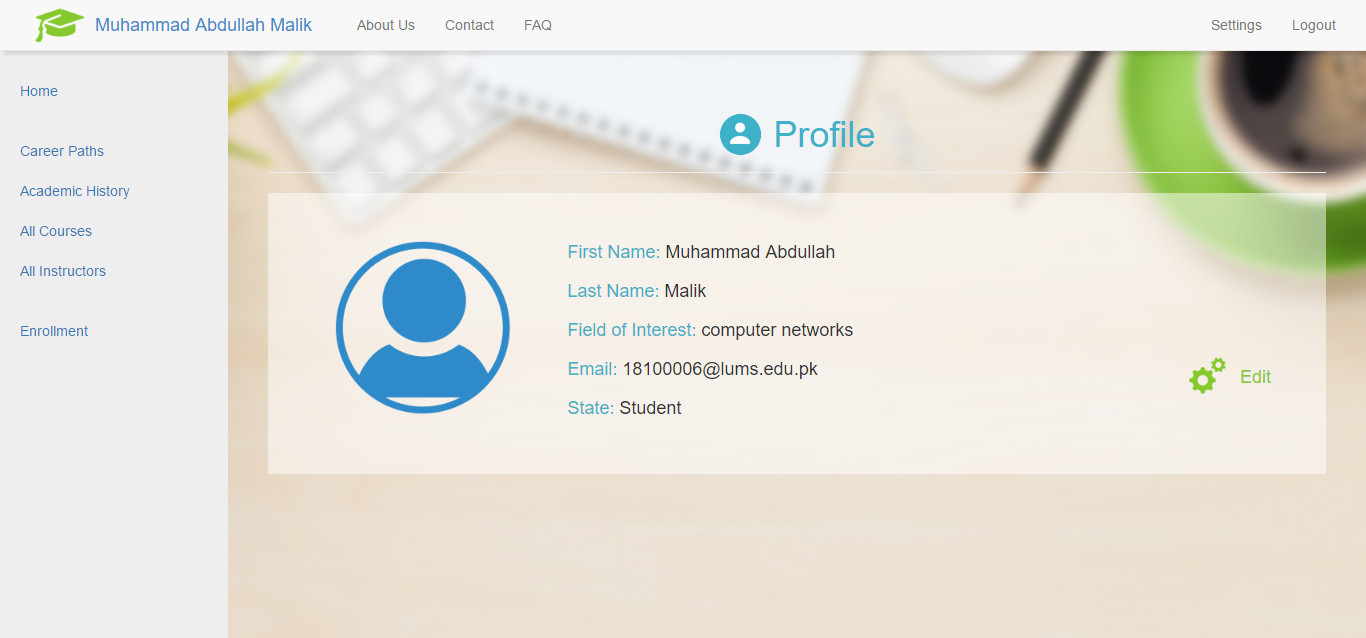 Muhammad Abdullah Malik About Us Contact FAQ Settings Logout
Home
Career Paths
Academic History
All Courses
All Instructors
Enrollment
Profile
First Name: Muhammad Abdullah
Last Name: Malik
Field of Interest: computer networks
Email: 18100006@lums.edu.pk
State: Student
Edit